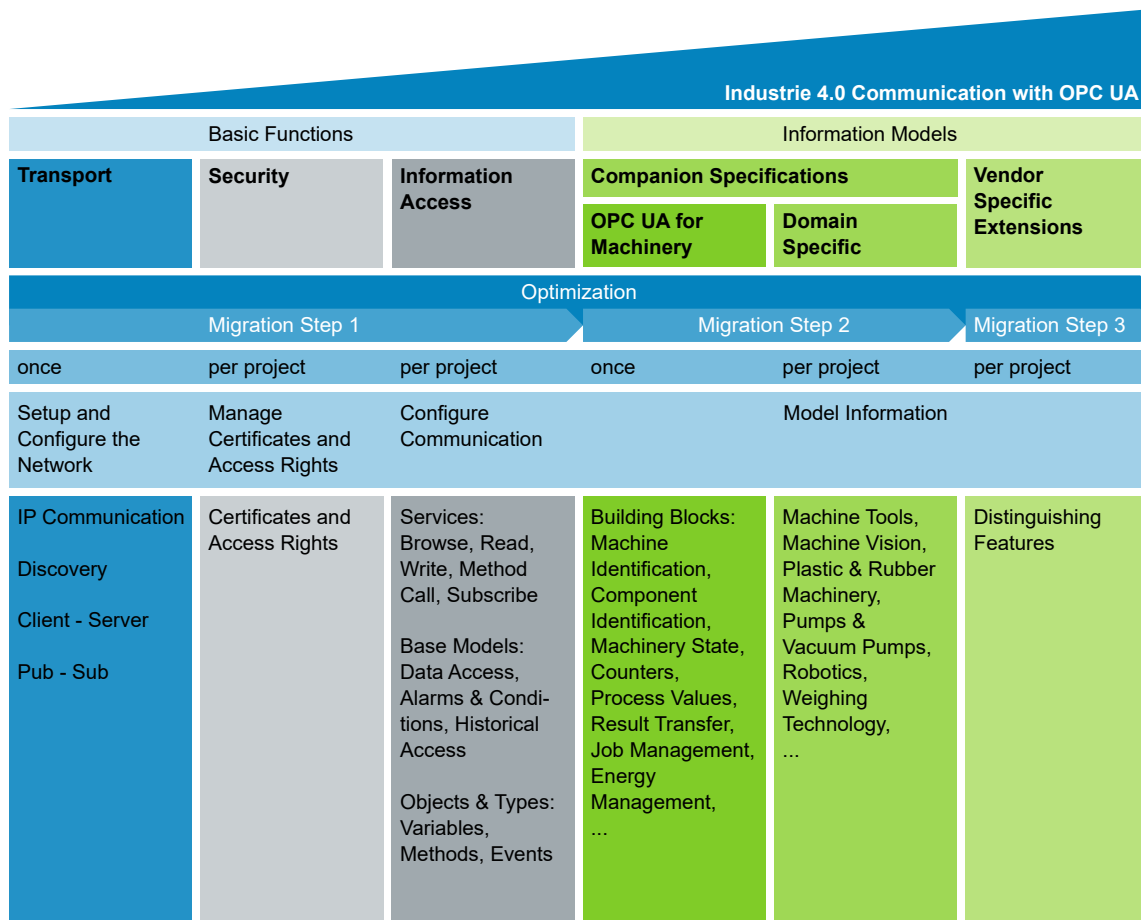 Industrie 4.0 Communication with OPC UA
Basic Functions
Information Models
Transport
Security
Information
Access
Companion Specifications
OPC UA for
Machinery
Domain
Specific
Vendor
Specific
Extensions
Optimization
Migration Step 1
Migration Step 2
Migration Step 3
once
per project
per project
once
per project
per project
Setup and
Configure the
Network
Manage
Certificates and
Access Rights
Configure
Communication
Model Information
IP Communication
Discovery
Client - Server
Pub - Sub
Certificates and
Access Rights
Services:
Browse, Read,
Write, Method
Call, Subscribe
Base Models:
Data Access,
Alarms & Condi-
tions, Historical
Access
Objects & Types:
Variables,
Methods, Events
Building Blocks:
Machine
Identification,
Component
Identification,
Machinery State,
Counters,
Process Values,
Result Transfer,
Job Management,
Energy
Management,
...
Machine Tools,
Machine Vision,
Plastic & Rubber
Machinery,
Pumps &
Vacuum Pumps,
Robotics,
Weighing
Technology,
...
Distinguishing
Features